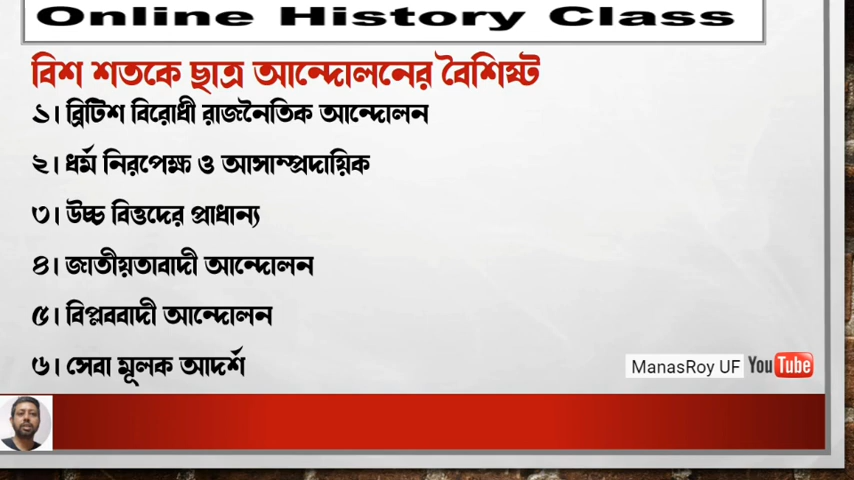 Online History Class
বিশ শতকে ছাত্র আন্দোলনের বৈশিষ্ট
১। ব্রিটিশ বিরোধী রাজনৈতিক আন্দোলন
২। ধর্ম নিরপেক্ষ ও আসাম্প্রদায়িক
৩। উচ্চ বিত্তদের প্রাধান্য
৪। জাতীয়তাবাদী আন্দোলন
৫। বিপ্লববাদী আন্দোলন
৬। সেবা মূলক আদর্শ
ManasRoy UF YouTube